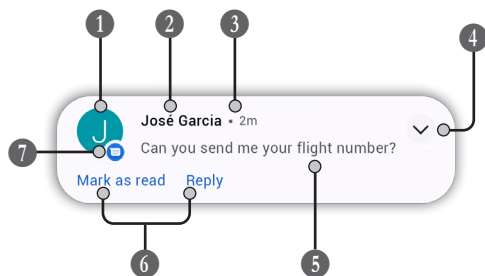 1 2 3 4
J José Garcia • 2m
7 Can you send me your flight number?
Mark as read Reply
6 5